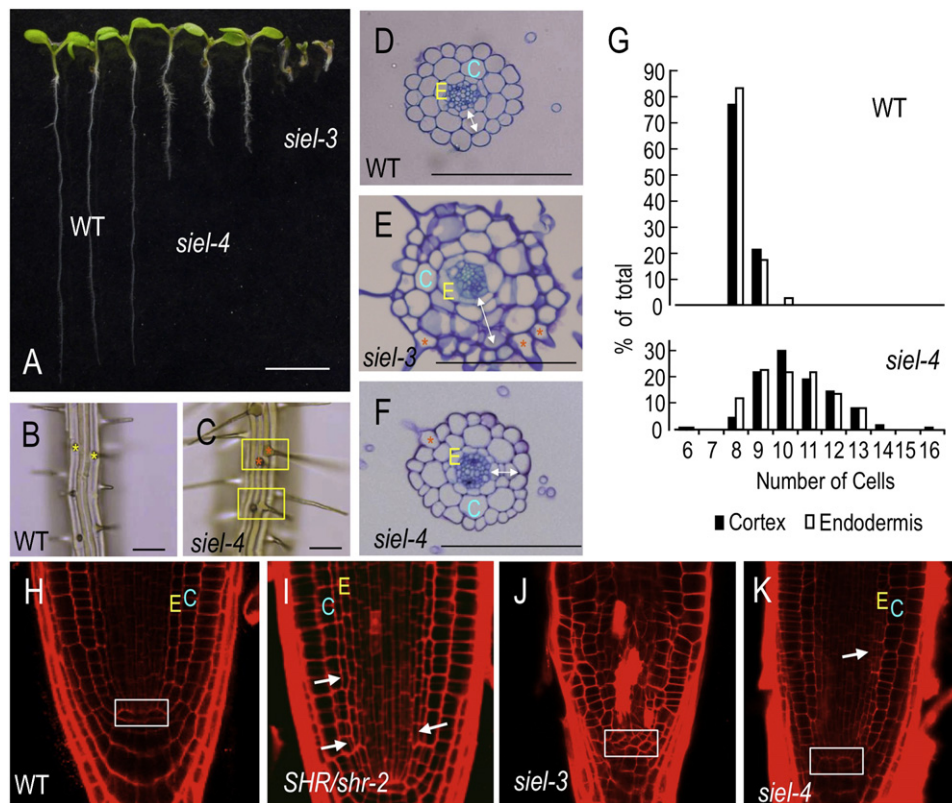 A
WT
siel-4
siel-3
B
WT
C
siel-4
D
C
E
WT
E
C
E
siel-3
F
E
C
siel-4
G
% of total
90
80
70
60
50
40
30
20
10
0
WT
30
20
10
0
siel-4
6 7 8 9 10 11 12 13 14 15 16
Number of Cells
Cortex Endodermis
H
E C
WT
I
E
C
SHR/shr-2
J
siel-3
K
E C
siel-4